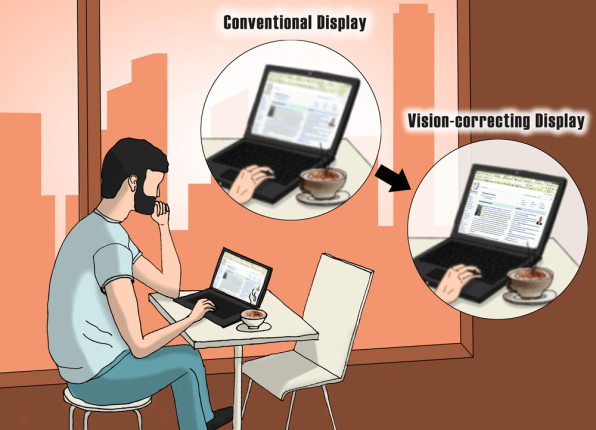 Conventional Display
Vision-correcting Display